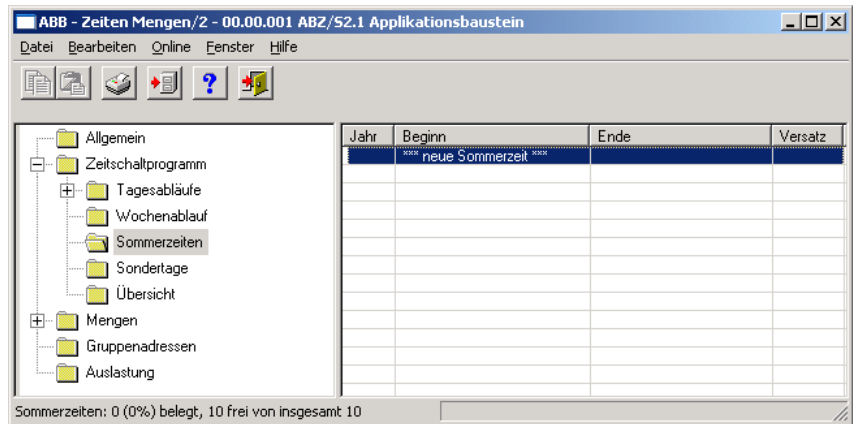 ABB - Zeiten Mengen/2 - 00.00.001 ABZ/S2.1 Applikationsbaustein
Datei Bearbeiten Online Fenster Hilfe
Allgemein
Zeitschaltprogramm
Tagesabläufe
Wochenablauf
Sommerzeiten
Sondertage
Übersicht
Mengen
Gruppenadressen
Auslastung
Jahr Beginn Ende Versatz
*** neue Sommerzeit ***
Sommerzeiten: 0 (0%) belegt, 10 frei von insgesamt 10